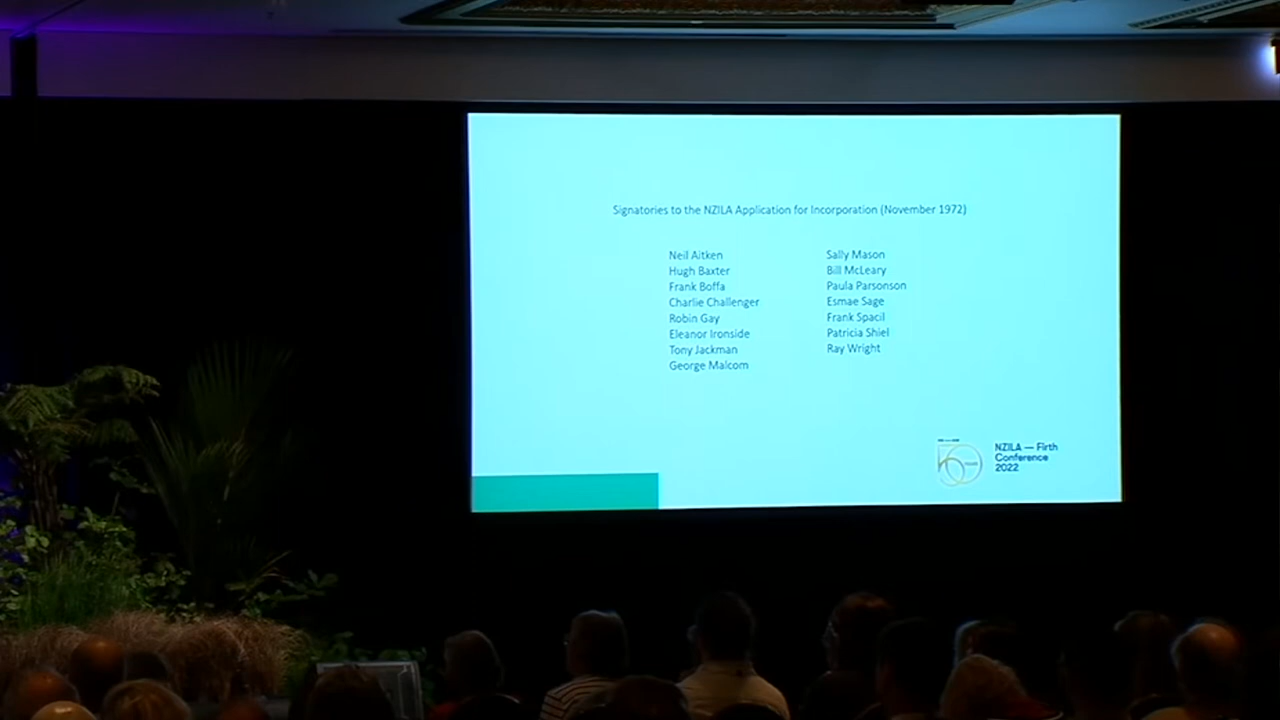 Signatories to the NZILA Application for Incorporation (November 1972)
Neil Aitken
Hugh Baxter
Frank Boffa
Charlie Challenger
Robin Gay
Eleanor Ironside
Tony Jackman
George Malcom
Sally Mason
Bill McLeary
Paula Parsonson
Esmae Sage
Frank Spacil
Patricia Shiel
Ray Wright
50
NZILA — Firth
Conference
2022